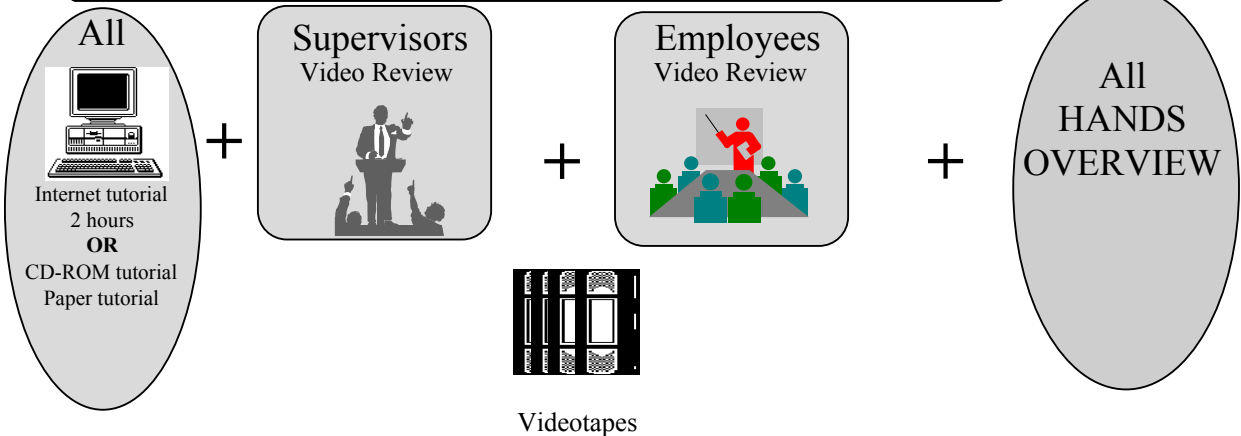 All
Internet tutorial
2 hours
OR
CD-ROM tutorial
Paper tutorial
+
Supervisors
Video Review
+
Employees
Video Review
+
All
HANDS
OVERVIEW
Videotapes